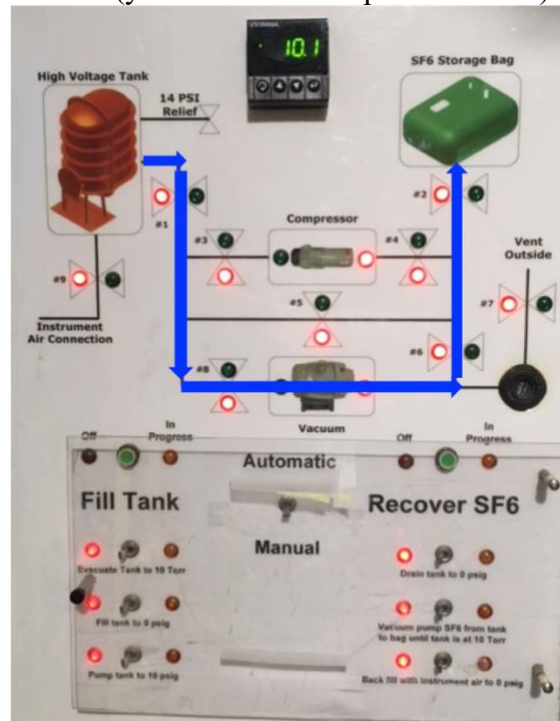 10.1
High Voltage Tank
14 PSI
Relief
SF6 Storage Bag
#1
#2
#3
Compressor
#4
Vent
Outside
#5
#6
#7
#8
#9
Instrument
Air Connection
Vacuum
Off
In
Progress
Automatic
Off
In
Progress
Fill Tank
Recover SF6
Manual
Evacuate Tank to 10 Torr
Drain tank to 0 psig
Fill tank to 0 psig
Vacuum pump SF6 from tank
to bag until tank is at 10 Torr
Pump tank to 10 psig
Back fill with instrument air to 0 psig